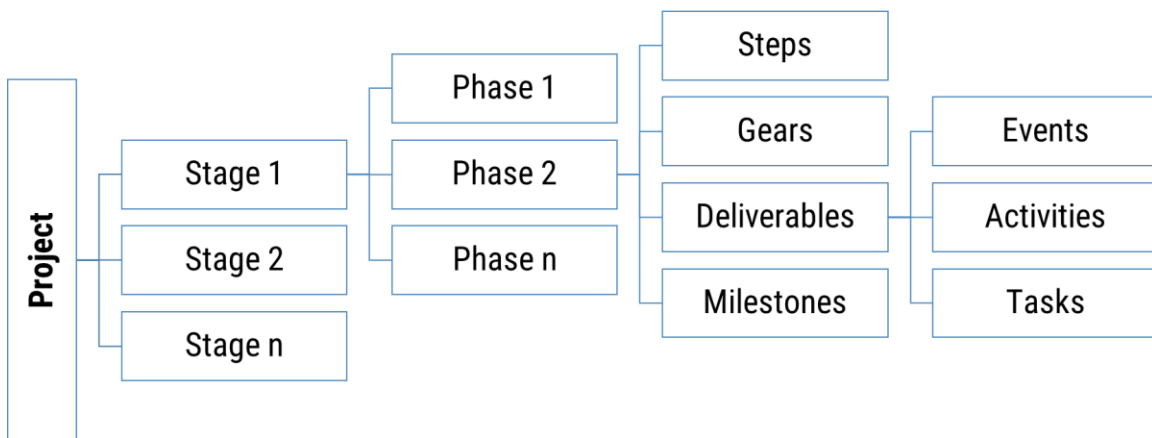 Project
Stage 1
Stage 2
Stage n
Phase 1
Phase 2
Phase n
Steps
Gears
Deliverables
Milestones
Events
Activities
Tasks